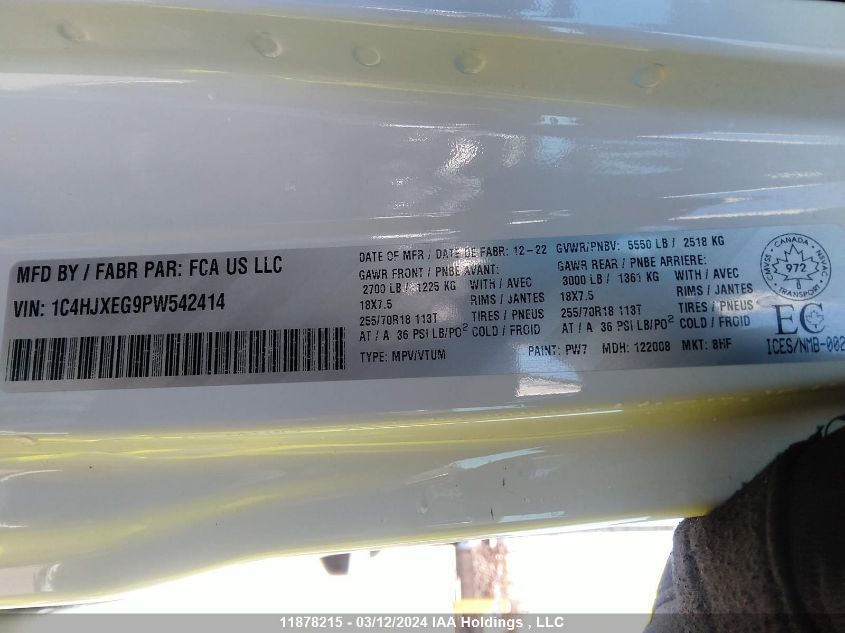 MFD BY / FABR PAR: FCA US LLC
VIN: 1C4HJXEG9PW542414
DATE OF MFR / DATE DE FABR: 12-22 GVWR/PNBV: 5550 LB / 2518 KG
GAWR FRONT / PNBE AVANT: GAWR REAR / PNBE ARRIERE:
2700 LB / 1225 KG WITH / AVEC 3000 LB / 1361 KG WITH / AVEC
18X7.5 RIMS / JANTES 18X7.5 RIMS / JANTES
255/70R18 113T TIRES / PNEUS 255/70R18 113T TIRES / PNEUS
AT / A 36 PSI LB/PO² COLD / FROID AT / A 36 PSI LB/PO² COLD / FROID
TYPE: MPV/VTUM PAINT: PW7 MDH: 122008 MKT: 8HF
CANADA
CMVSS 972 NSVAC
TRANSPORT
EC
ICES/NMB-002
11878215 - 03/12/2024 IAA Holdings , LLC